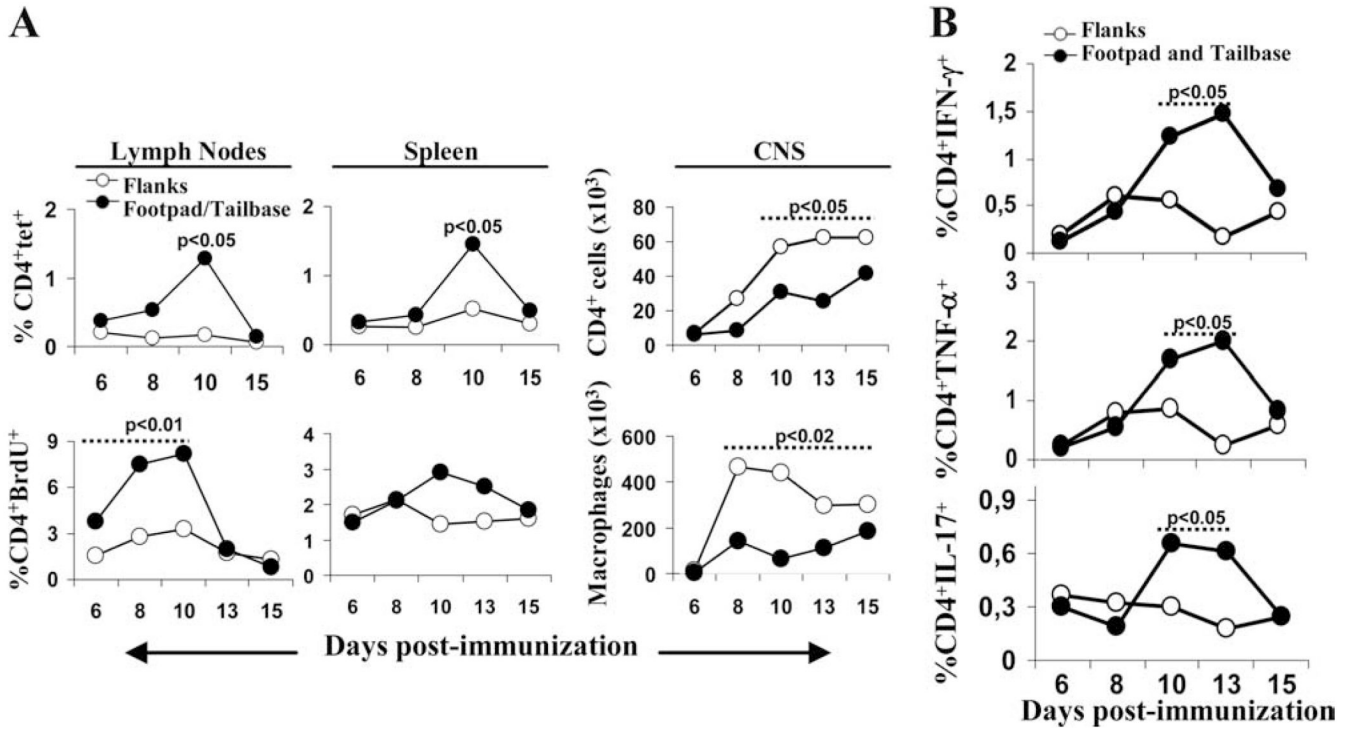 A
Lymph Nodes
Spleen
CNS
Flanks
Footpad/Tailbase
% CD4+tet+
2
1
0
p<0.05
6 8 10 15
2
1
0
p<0.05
6 8 10 15
CD4+ cells (x10³)
80
60
40
20
0
p<0.05
6 8 10 13 15
%CD4+BrdU+
9
6
3
0
p<0.01
6 8 10 13 15
4
3
2
1
0
6 8 10 13 15
Macrophages (x10³)
600
400
200
0
p<0.02
6 8 10 13 15
Days post-immunization
B
Flanks
Footpad and Tailbase
%CD4+IFN-γ+
2
1,5
1
0,5
0
p<0.05
%CD4+TNF-α+
3
2
1
0
p<0.05
%CD4+IL-17+
0,9
0,6
0,3
0
p<0.05
6 8 10 13 15
Days post-immunization